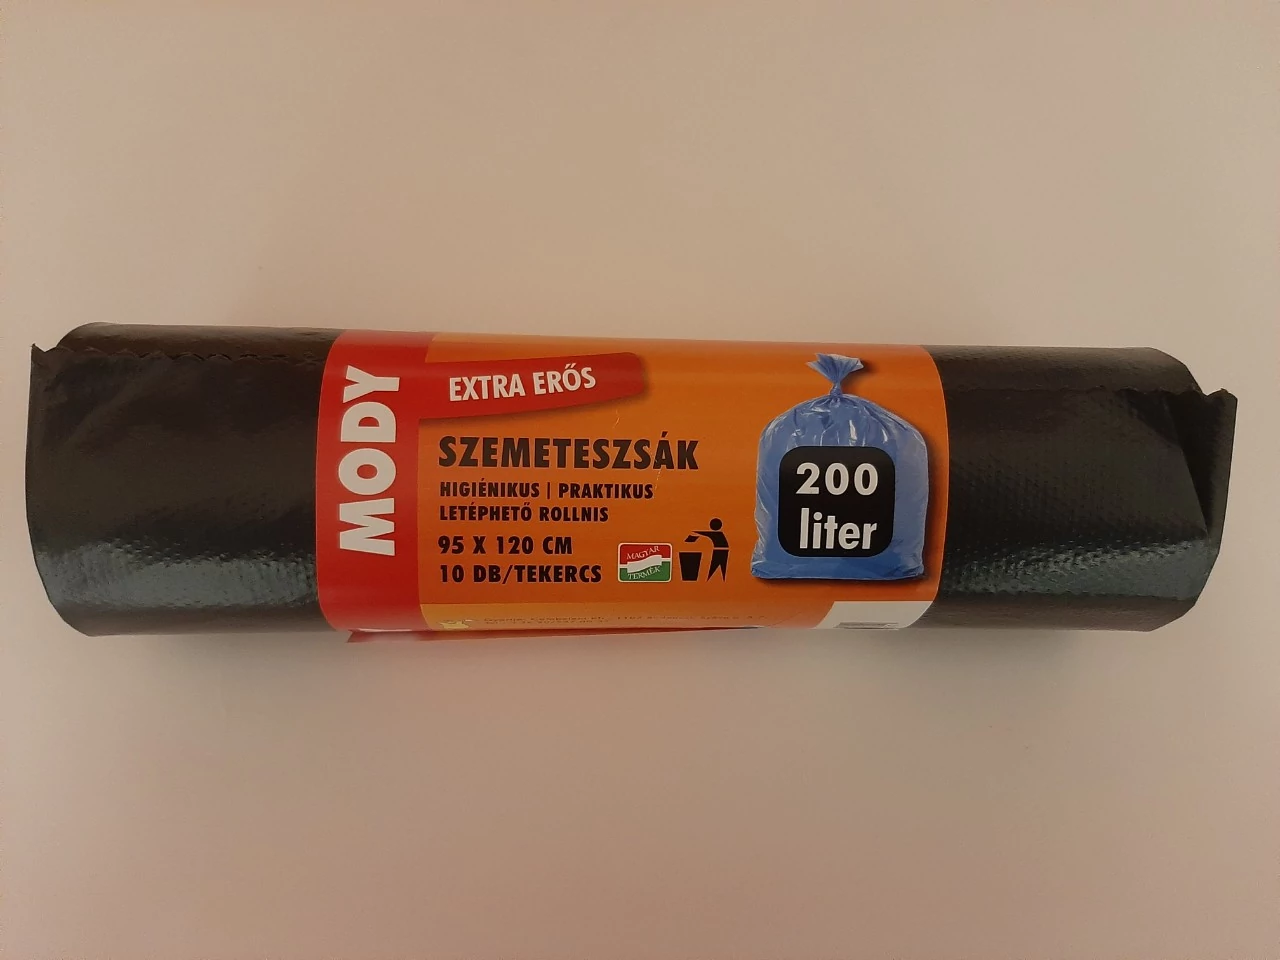 MODY
EXTRA ERŐS
SZEMETESZSÁK
HIGIÉNIKUS | PRAKTIKUS
LETÉPHETŐ ROLLNIS
95 X 120 CM
10 DB/TEKERCS
MAGYAR
TERMÉK
200
liter